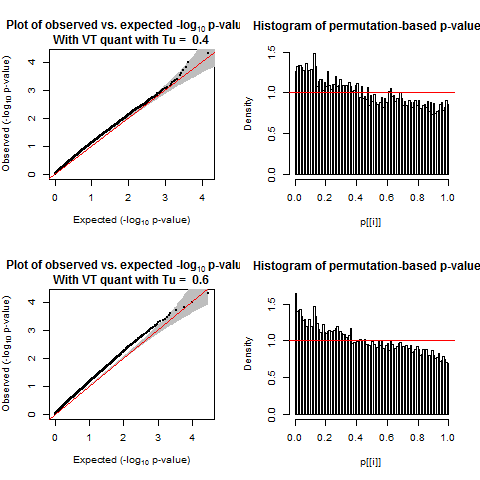 Plot of observed vs. expected -log10 p-valu
With VT quant with Tu = 0.4
Observed (-log10 p-value)
4
3
2
1
0
0 1 2 3 4
Expected (-log10 p-value)
Histogram of permutation-based p-value
Density
1.5
1.0
0.5
0.0
0.0 0.2 0.4 0.6 0.8 1.0
p[[i]]
Plot of observed vs. expected -log10 p-valu
With VT quant with Tu = 0.6
Observed (-log10 p-value)
4
3
2
1
0
0 1 2 3 4
Expected (-log10 p-value)
Histogram of permutation-based p-value
Density
1.5
1.0
0.5
0.0
0.0 0.2 0.4 0.6 0.8 1.0
p[[i]]